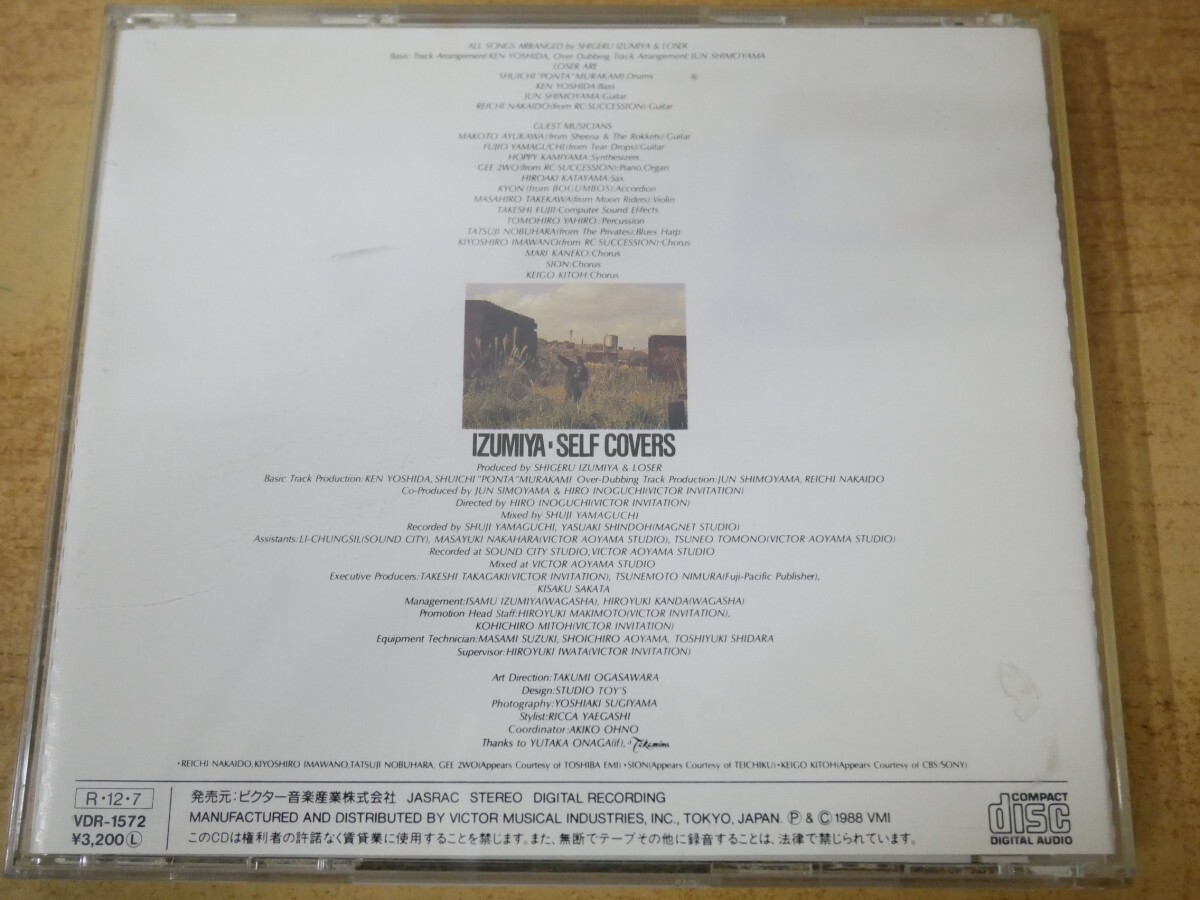 ALL SONGS ARRANGED by SHIGERU IZUMIYA & LOSER
Basic Track Arrangement:KEN YOSHIDA, Over Dubbing Track Arrangement:JUN SHIMOYAMA
LOSER ARE
SHUICHI "PONTA" MURAKAMI:Drums
KEN YOSHIDA:Bass
JUN SHIMOYAMA:Guitar
REICHI NAKAIDO(from RC SUCCESSION):Guitar
GUEST MUSICIANS
MAKOTO AYUKAWA(from Sheena & The Rokkets):Guitar
FUJIO YAMAGUCHI(from Tear Drops):Guitar
HOPPY KAMIYAMA:Synthesizers
GEE 2WO(from RC SUCCESSION):Piano,Organ
HIROAKI KATAYAMA:Sax
KYON (from BOGUMBOS):Accordion
MASAHIRO TAKEKAWA(from Moon Riders):Violin
TAKESHI FUJII:Computer Sound Effects
TOMOHIRO YAHIRO: Percussion
TATSUJI NOBUHARA(from The Privates):Blues Harp
KIYOSHIRO IMAWANO(from RC SUCCESSION):Chorus
MARI KANEKO:Chorus
SION:Chorus
KEIGO KITOH:Chorus
IZUMIYA・SELF COVERS
Produced by SHIGERU IZUMIYA & LOSER
Basic Track Production:KEN YOSHIDA, SHUICHI "PONTA" MURAKAMI Over-Dubbing Track Production:JUN SHIMOYAMA, REICHI NAKAIDO
Co-Produced by JUN SIMOYAMA & HIRO INOGUCHI(VICTOR INVITATION)
Directed by HIRO INOGUCHI(VICTOR INVITATION)
Mixed by SHUJI YAMAGUCHI
Recorded by SHUJI YAMAGUCHI, YASUAKI SHINDOH(MAGNET STUDIO)
Assistants:LI-CHUNGSIL(SOUND CITY), MASAYUKI NAKAHARA(VICTOR AOYAMA STUDIO), TSUNEO TOMONO(VICTOR AOYAMA STUDIO)
Recorded at SOUND CITY STUDIO,VICTOR AOYAMA STUDIO
Mixed at VICTOR AOYAMA STUDIO
Executive Producers:TAKESHI TAKAGAKI(VICTOR INVITATION), TSUNEMOTO NIMURA(Fuji-Pacific Publisher),
KISAKU SAKATA
Management:ISAMU IZUMIYA(WAGASHA), HIROYUKI KANDA(WAGASHA)
Promotion Head Staff:HIROYUKI MAKIMOTO(VICTOR INVITATION),
KOHICHIRO MITOH(VICTOR INVITATION)
Equipment Technician:MASAMI SUZUKI, SHOICHIRO AOYAMA, TOSHIYUKI SHIDARA
Supervisor:HIROYUKI IWATA(VICTOR INVITATION)
Art Direction:TAKUMI OGASAWARA
Design:STUDIO TOY'S
Photography:YOSHIAKI SUGIYAMA
Stylist:RICCA YAEGASHI
Coordinator:AKIKO OHNO
Thanks to YUTAKA ONAGA(if), Takamine
・REICHI NAKAIDO,KIYOSHIRO IMAWANO,TATSUJI NOBUHARA, GEE 2WO(Appears Courtesy of TOSHIBA EMI)・SION(Appears Courtesy of TEICHIKU)・KEIGO KITOH(Appears Courtesy of CBS/SONY)
R・12・7
VDR-1572
¥3,200Ⓛ
発売元:ビクター音楽産業株式会社 JASRAC STEREO DIGITAL RECORDING
MANUFACTURED AND DISTRIBUTED BY VICTOR MUSICAL INDUSTRIES, INC., TOKYO, JAPAN. Ⓟ & Ⓒ 1988 VMI
このCDは権利者の許諾なく賃貸業に使用することを禁じます。また、無断でテープその他に録音することは、法律で禁じられています。
COMPACT
disc
DIGITAL AUDIO